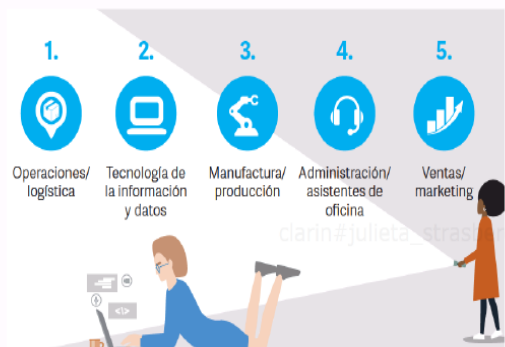 1.
2.
3.
4.
5.
Operaciones/
logística
Tecnología de
la información
y datos
Manufactura/
producción
Administración/
asistentes de
oficina
Ventas/
marketing
clarin#julieta_strasber